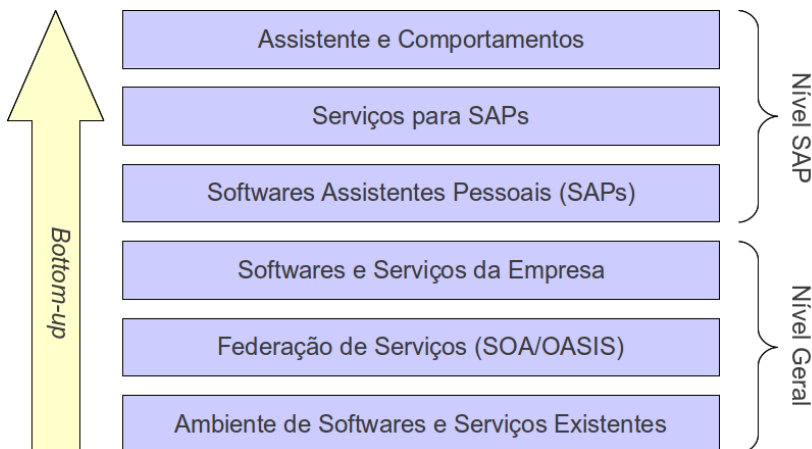 Assistente e Comportamentos
Serviços para SAPs
Softwares Assistentes Pessoais (SAPs)
Nível SAP
Bottom-up
Softwares e Serviços da Empresa
Federação de Serviços (SOA/OASIS)
Ambiente de Softwares e Serviços Existentes
Nível Geral